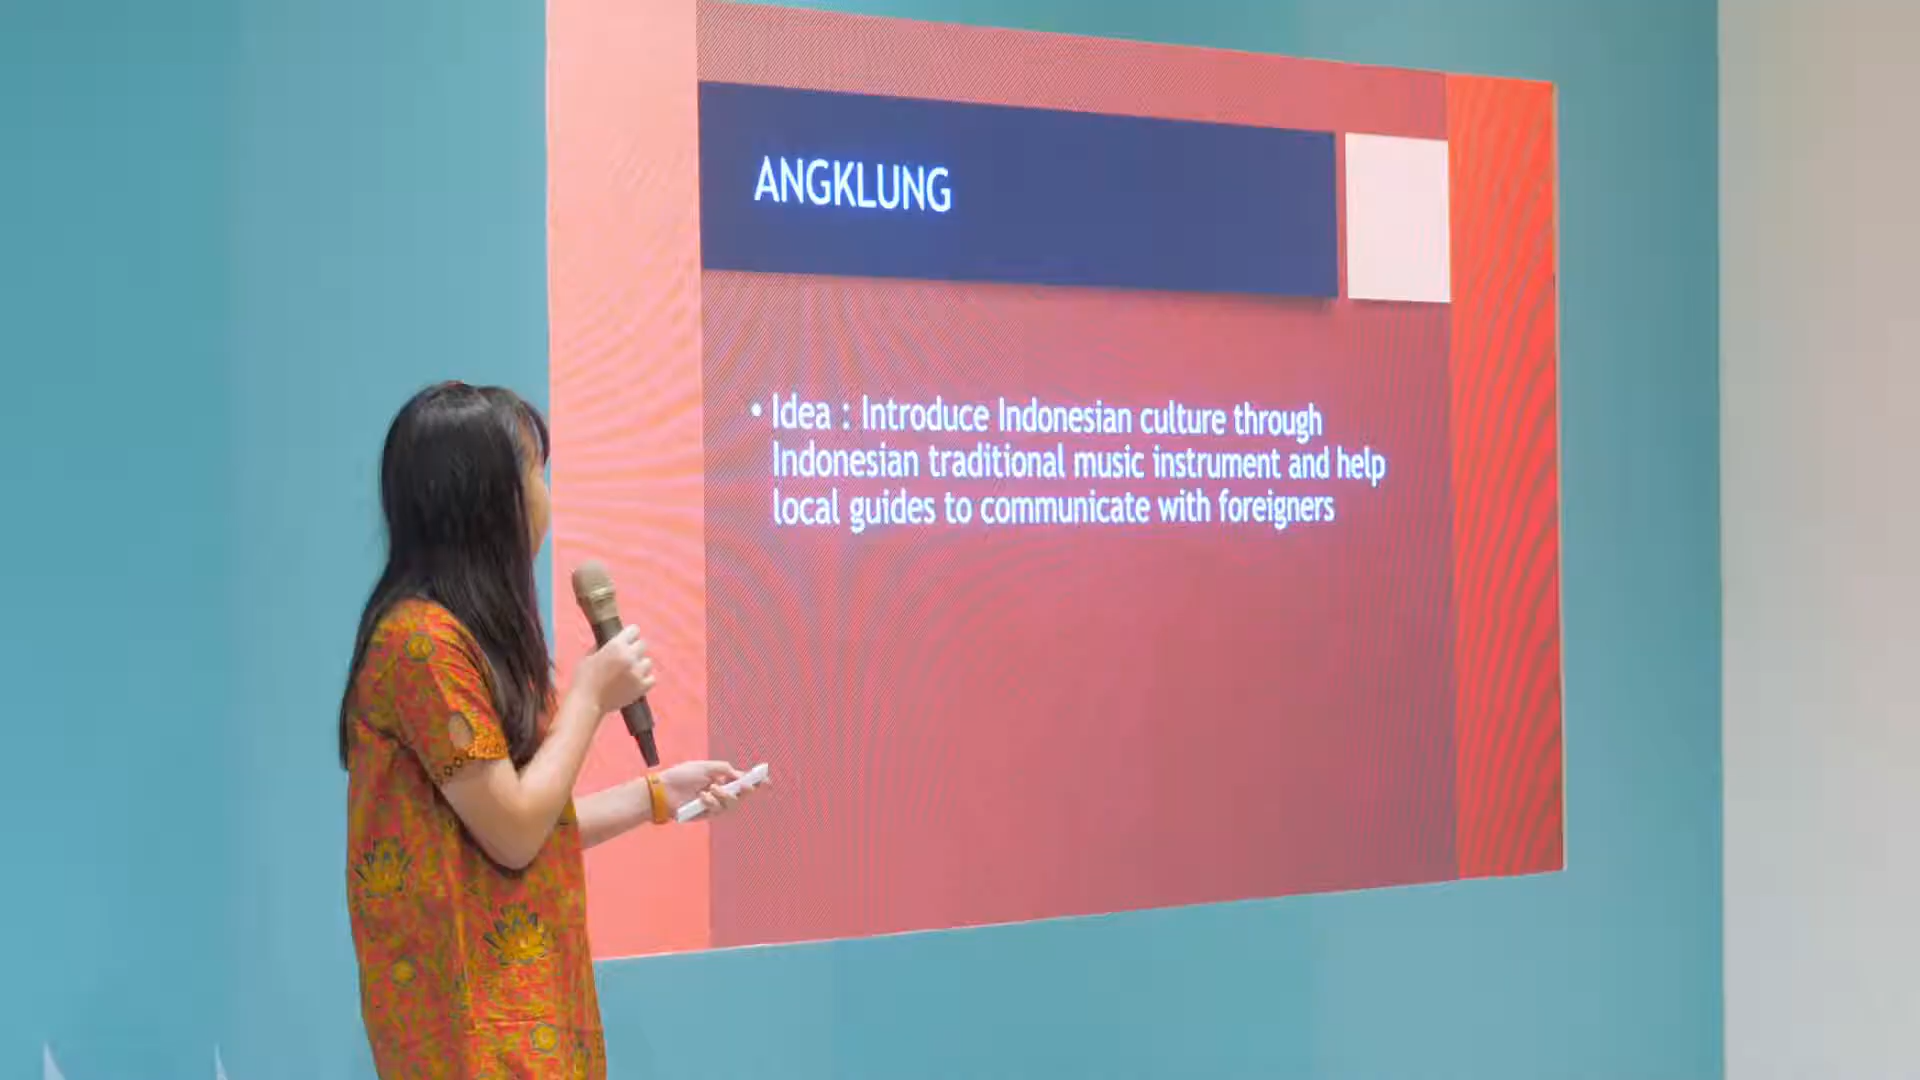 ANGKLUNG
• Idea : Introduce Indonesian culture through
Indonesian traditional music instrument and help
local guides to communicate with foreigners